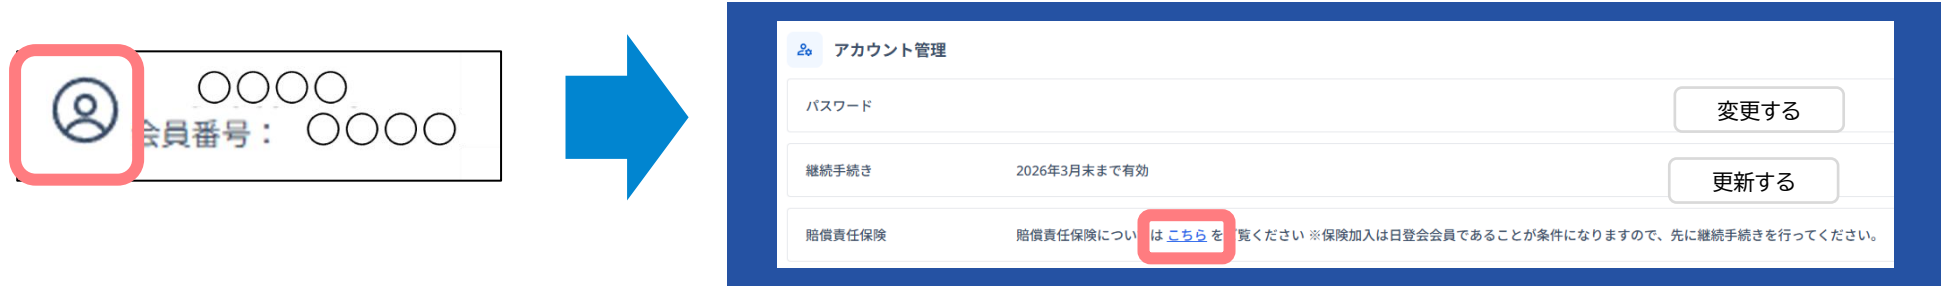 ○○○○
会員番号： ○○○○
アカウント管理
パスワード 変更する
継続手続き 2026年3月末まで有効 更新する
賠償責任保険 賠償責任保険については こちら をご覧ください ※保険加入は日登会会員であることが条件になりますので、先に継続手続きを行ってください。